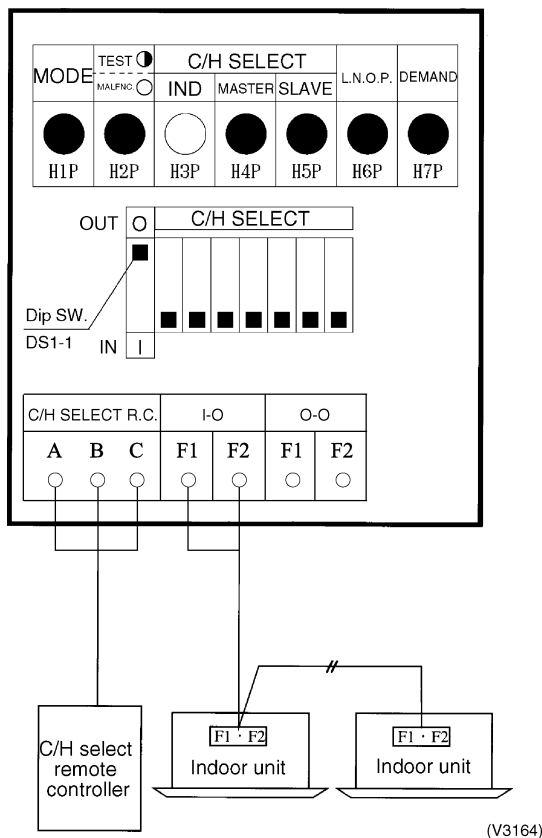 MODE TEST C/H SELECT L.N.O.P. DEMAND
MALFNC. IND MASTER SLAVE
H1P H2P H3P H4P H5P H6P H7P
OUT O C/H SELECT
Dip SW.
DS1-1 IN I
C/H SELECT R.C. I-O O-O
A B C F1 F2 F1 F2
C/H select
remote
controller
F1 · F2
Indoor unit
F1 · F2
Indoor unit
(V3164)